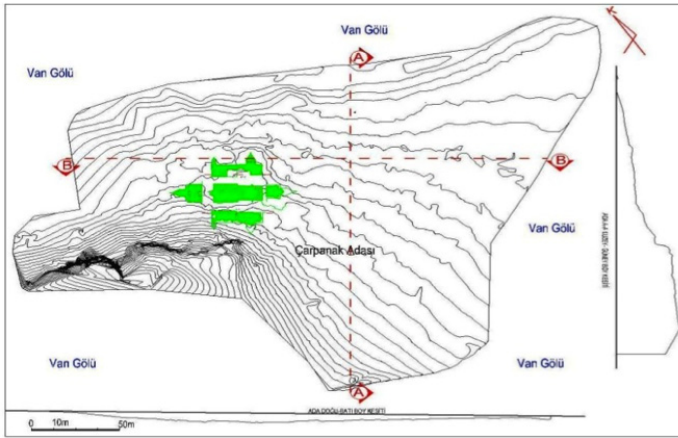 Van Gölü
A
Van Gölü
K
B
B
Van Gölü
Çarpanak Adası
Van Gölü
Van Gölü
A
ADA DOĞU-BATI BOY KESİTİ
0 10m 50m